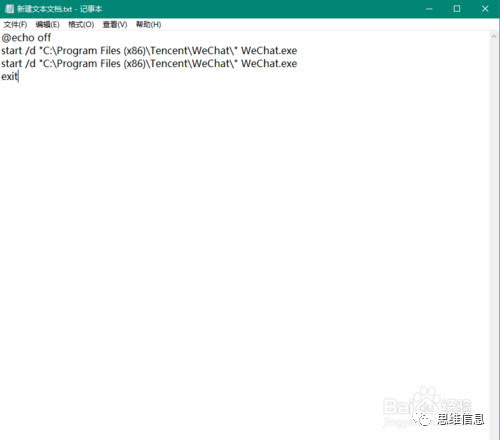 新建文本文档.txt - 记事本
文件(F) 编辑(E) 格式(O) 查看(V) 帮助(H)
@echo off
start /d "C:\Program Files (x86)\Tencent\WeChat\" WeChat.exe
start /d "C:\Program Files (x86)\Tencent\WeChat\" WeChat.exe
exit
Bai 经验
思维信息